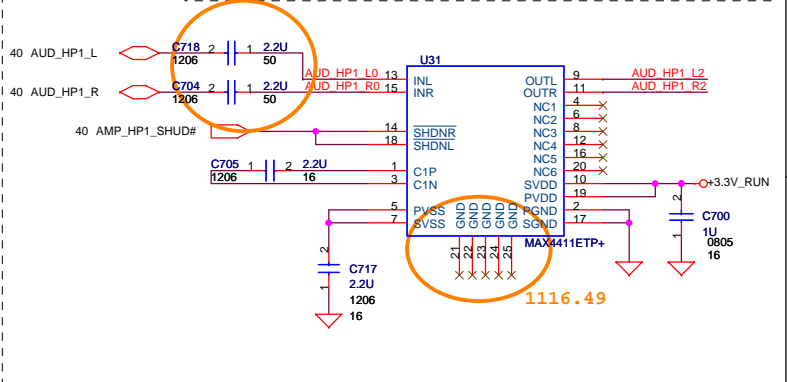 40 AUD_HP1_L
C718 2 1 2.2U
1206 50
40 AUD_HP1_R
C704 2 1 2.2U
1206 50
AUD_HP1_L0 13
AUD_HP1_R0 15
U31
INL
INR
OUTL 9 AUD_HP1_L2
OUTR 11 AUD_HP1_R2
NC1 4
NC2 6
NC3 8
NC4 12
NC5 16
NC6 20
40 AMP_HP1_SHUD#
14 SHDNR
18 SHDNL
C705 1 2 2.2U
1206 16
1 C1P
3 C1N
SVDD 10
PVDD 19
+3.3V_RUN
5 PVSS
7 SVSS
PGND 2
SGND 17
GND GND GND GND GND
21 22 23 24 25
MAX4411ETP+
2
1
C700
1U
0805
16
2
1
C717
2.2U
1206
16
1116.49